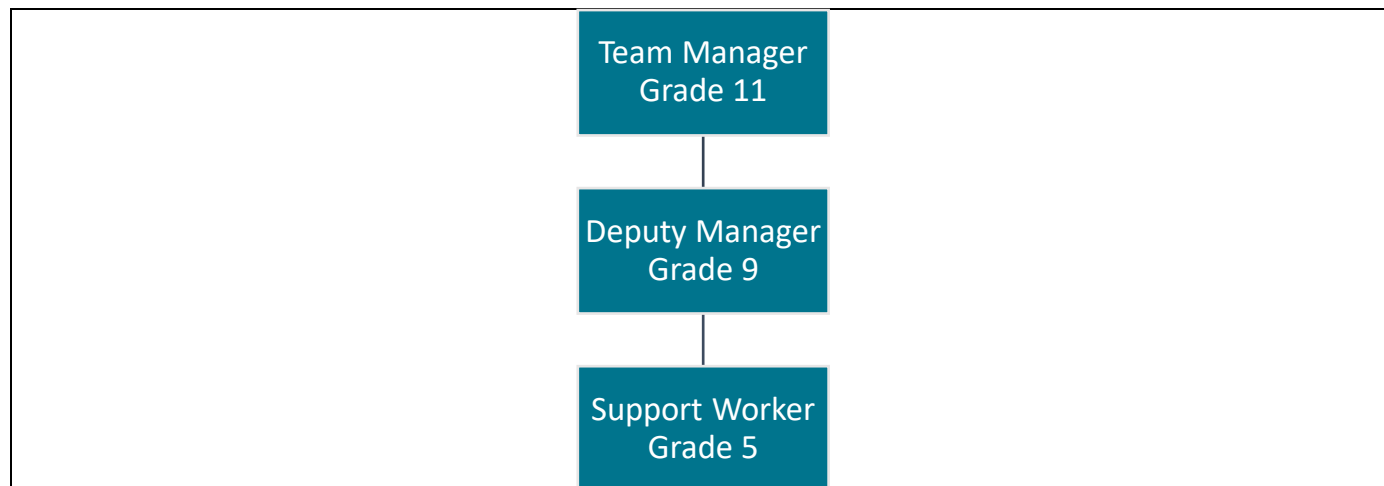 Team Manager
Grade 11
Deputy Manager
Grade 9
Support Worker
Grade 5